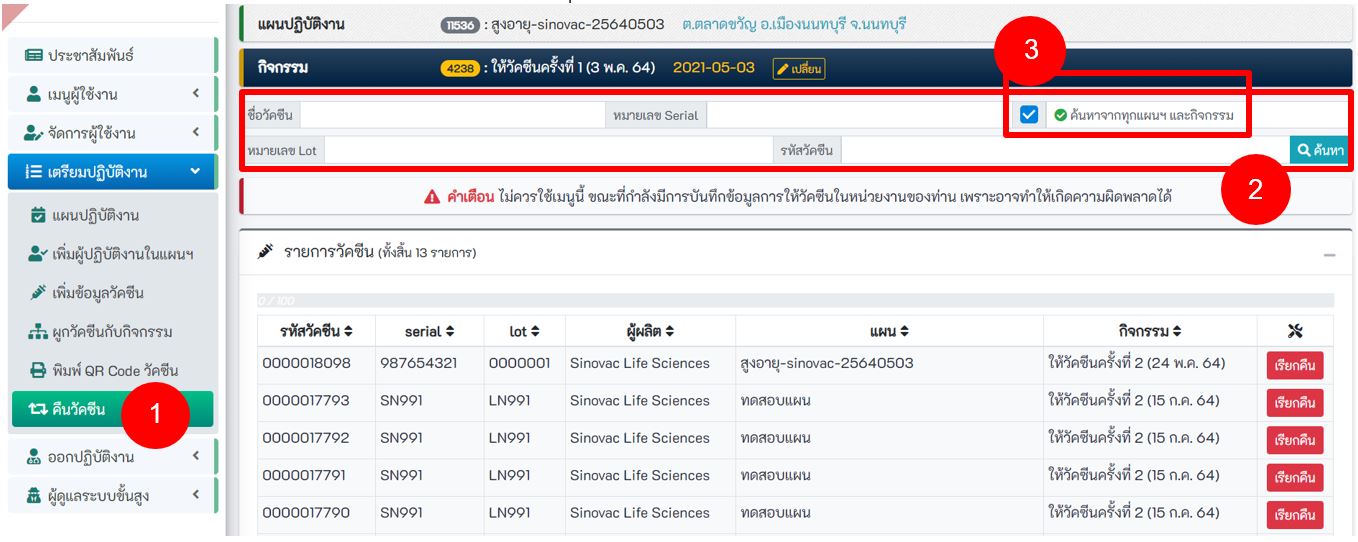 แผนปฏิบัติงาน 11536 : สูงอายุ-sinovac-25640503 ต.ตลาดขวัญ อ.เมืองนนทบุรี จ.นนทบุรี
กิจกรรม 4238 : ให้วัคซีนครั้งที่ 1 (3 พ.ค. 64) 2021-05-03 เปลี่ยน
3
ชื่อวัคซีน หมายเลข Serial ค้นหาจากทุกแผนฯ และกิจกรรม
หมายเลข Lot รหัสวัคซีน ค้นหา
2
คำเตือน ไม่ควรใช้เมนูนี้ ขณะที่กำลังมีการบันทึกข้อมูลการให้วัคซีนในหน่วยงานของท่าน เพราะอาจทำให้เกิดความผิดพลาดได้
ประชาสัมพันธ์
เมนูผู้ใช้งาน
จัดการผู้ใช้งาน
เตรียมปฏิบัติงาน
แผนปฏิบัติงาน
เพิ่มผู้ปฏิบัติงานในแผนฯ
เพิ่มข้อมูลวัคซีน
ผูกวัคซีนกับกิจกรรม
พิมพ์ QR Code วัคซีน
คืนวัคซีน
1
ออกปฏิบัติงาน
ผู้ดูแลระบบขั้นสูง
รายการวัคซีน (ทั้งสิ้น 13 รายการ)
0 / 100
รหัสวัคซีน serial lot ผู้ผลิต แผน กิจกรรม
0000018098 987654321 0000001 Sinovac Life Sciences สูงอายุ-sinovac-25640503 ให้วัคซีนครั้งที่ 2 (24 พ.ค. 64) เรียกคืน
0000017793 SN991 LN991 Sinovac Life Sciences ทดสอบแผน ให้วัคซีนครั้งที่ 2 (15 ก.ค. 64) เรียกคืน
0000017792 SN991 LN991 Sinovac Life Sciences ทดสอบแผน ให้วัคซีนครั้งที่ 2 (15 ก.ค. 64) เรียกคืน
0000017791 SN991 LN991 Sinovac Life Sciences ทดสอบแผน ให้วัคซีนครั้งที่ 2 (15 ก.ค. 64) เรียกคืน
0000017790 SN991 LN991 Sinovac Life Sciences ทดสอบแผน ให้วัคซีนครั้งที่ 2 (15 ก.ค. 64) เรียกคืน